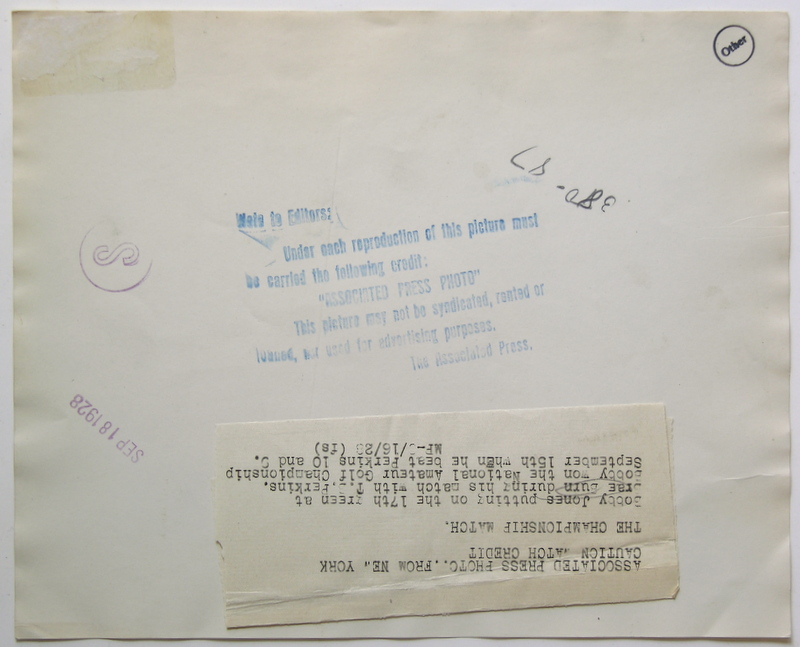 Other
Note to Editors:
Under each reproduction of this picture must
be carried the following credit:
"ASSOCIATED PRESS PHOTO"
This picture may not be syndicated, rented or
loaned, nor used for advertising purposes.
The Associated Press.
S
SEP 18 1928
ASSOCIATED PRESS PHOTO..FROM NEW YORK
CAUTION WATCH CREDIT
THE CHAMPIONSHIP MATCH.
Bobby Jones putting on the 17th green at
Brae Burn during his match with T. Perkins.
Bobby won the National Amateur Golf Championship
September 15th when he beat Perkins 10 and 9.
(fs)